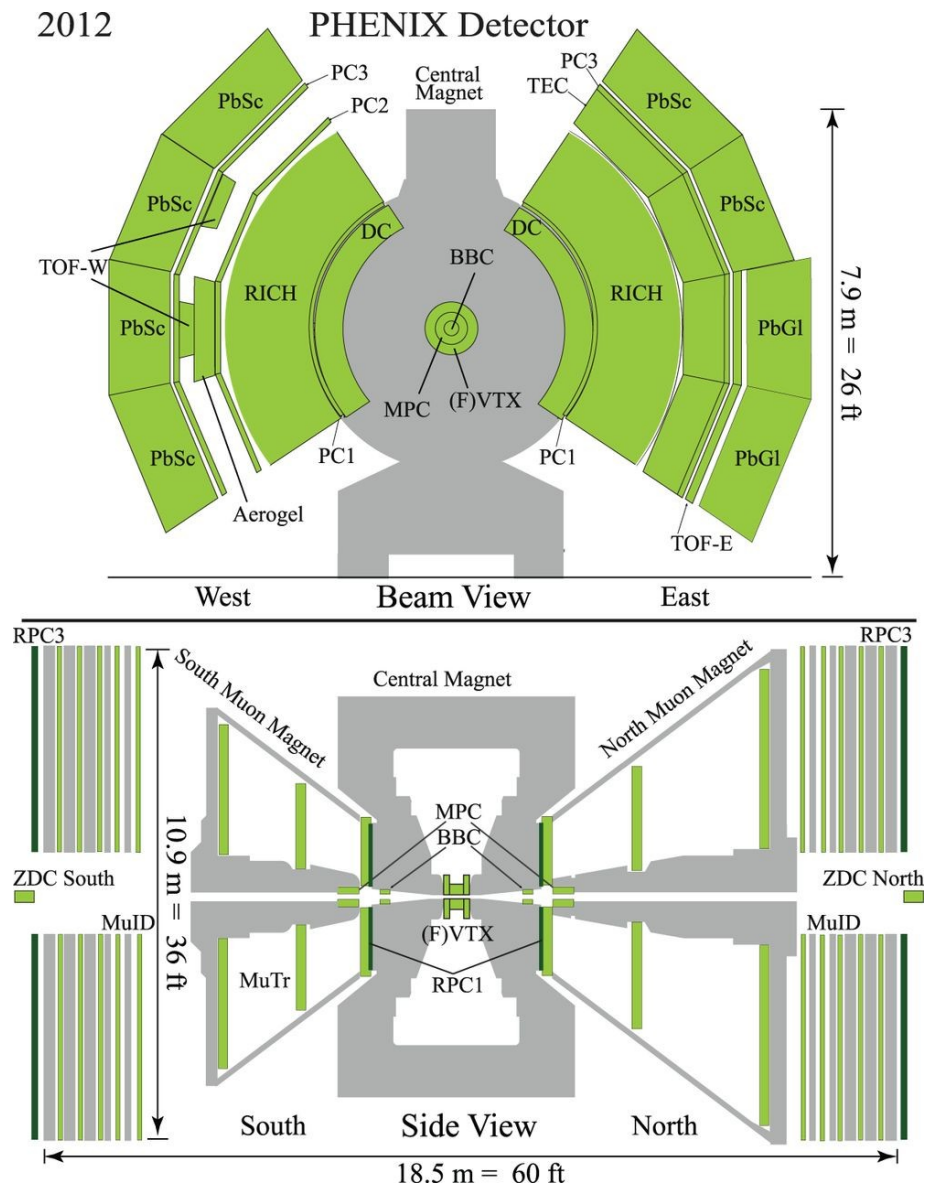 2012 PHENIX Detector
PC3
PC2
Central
Magnet
TEC
PC3
PbSc
PbSc
PbSc
PbSc
TOF-W
DC
DC
BBC
RICH
RICH
PbSc
PbGl
7.9 m = 26 ft
MPC
(F)VTX
PbSc
PC1
PC1
PbGl
Aerogel
TOF-E
West
Beam View
East
RPC3
RPC3
South Muon Magnet
Central Magnet
North Muon Magnet
MPC
BBC
10.9 m = 36 ft
ZDC South
ZDC North
MuID
MuID
(F)VTX
MuTr
RPC1
South
Side View
North
18.5 m = 60 ft